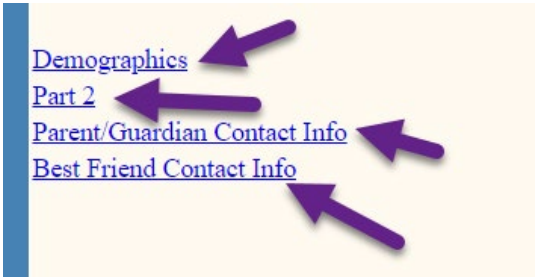 Demographics
Part 2
Parent/Guardian Contact Info
Best Friend Contact Info